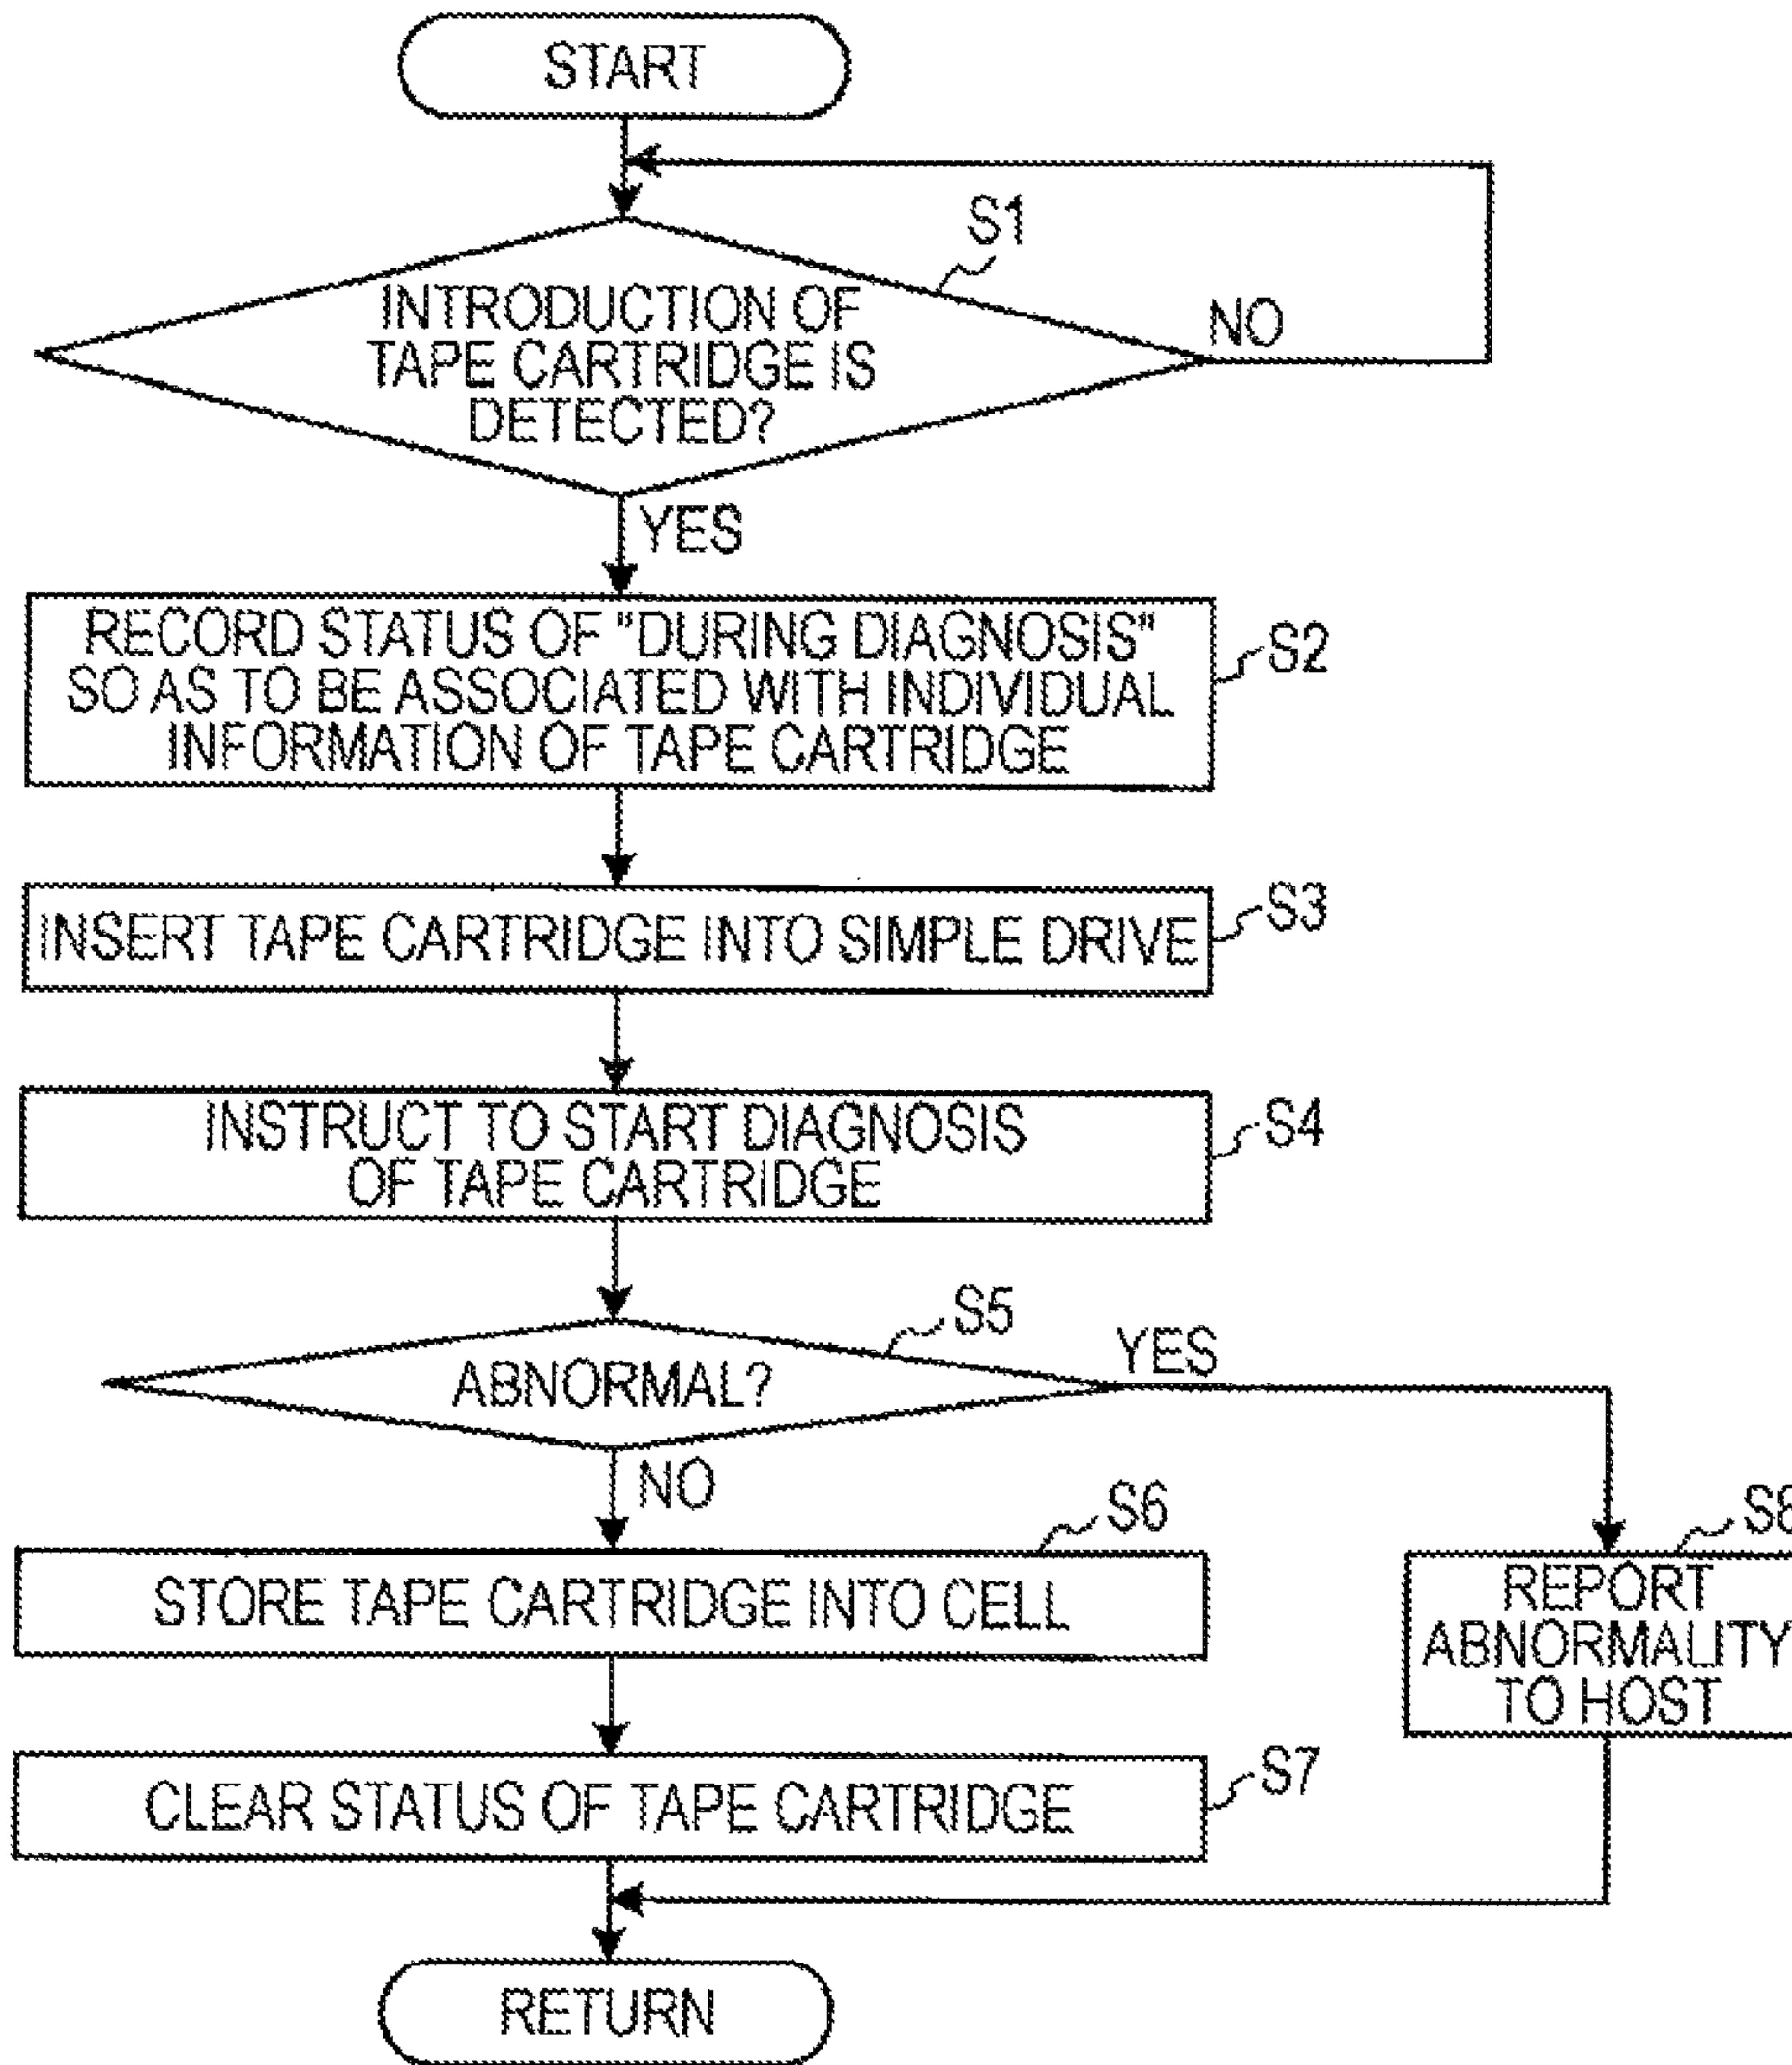 START
S1
INTRODUCTION OF
TAPE CARTRIDGE IS
DETECTED?
NO
YES
RECORD STATUS OF "DURING DIAGNOSIS"
SO AS TO BE ASSOCIATED WITH INDIVIDUAL
INFORMATION OF TAPE CARTRIDGE
S2
INSERT TAPE CARTRIDGE INTO SIMPLE DRIVE
S3
INSTRUCT TO START DIAGNOSIS
OF TAPE CARTRIDGE
S4
S5
ABNORMAL?
YES
NO
S6
STORE TAPE CARTRIDGE INTO CELL
S8
REPORT
ABNORMALITY
TO HOST
CLEAR STATUS OF TAPE CARTRIDGE
S7
RETURN